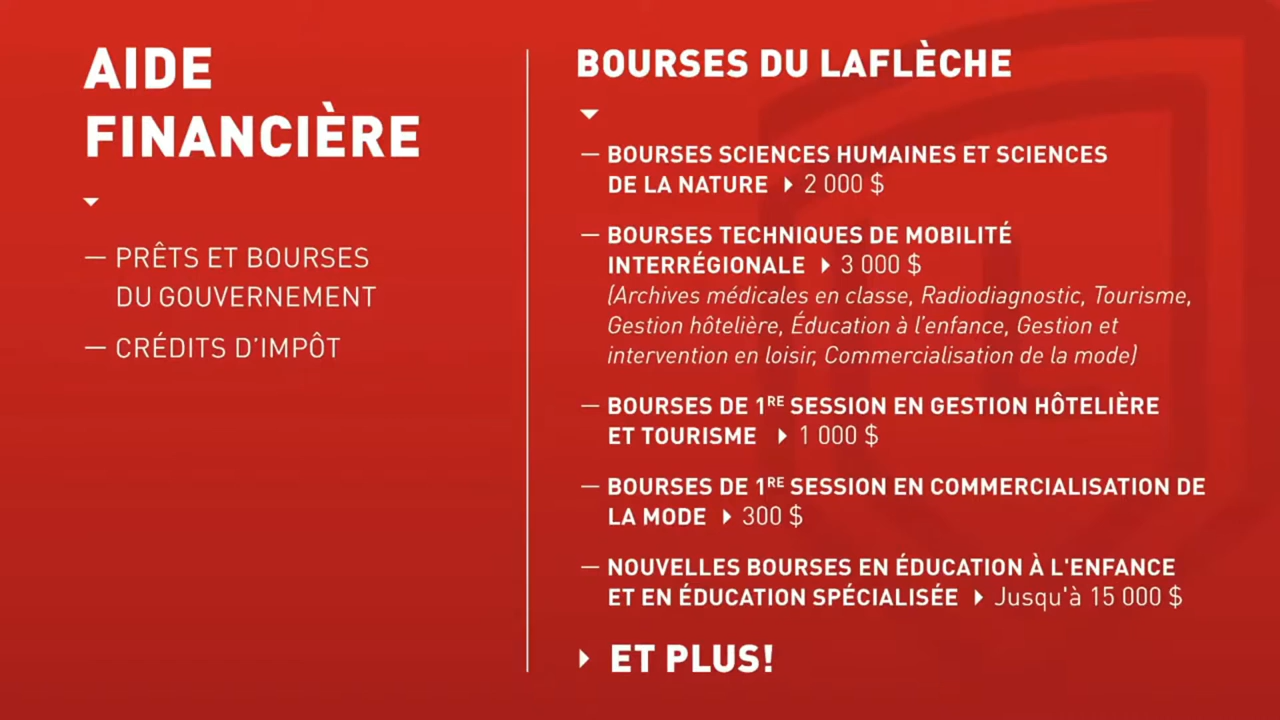 AIDE
FINANCIÈRE
— PRÊTS ET BOURSES
DU GOUVERNEMENT
— CRÉDITS D'IMPÔT
BOURSES DU LAFLÈCHE
— BOURSES SCIENCES HUMAINES ET SCIENCES
DE LA NATURE ▸ 2 000 $
— BOURSES TECHNIQUES DE MOBILITÉ
INTERRÉGIONALE ▸ 3 000 $
(Archives médicales en classe, Radiodiagnostic, Tourisme,
Gestion hôtelière, Éducation à l'enfance, Gestion et
intervention en loisir, Commercialisation de la mode)
— BOURSES DE 1RE SESSION EN GESTION HÔTELIÈRE
ET TOURISME ▸ 1 000 $
— BOURSES DE 1RE SESSION EN COMMERCIALISATION DE
LA MODE ▸ 300 $
— NOUVELLES BOURSES EN ÉDUCATION À L'ENFANCE
ET EN ÉDUCATION SPÉCIALISÉE ▸ Jusqu'à 15 000 $
▸ ET PLUS!